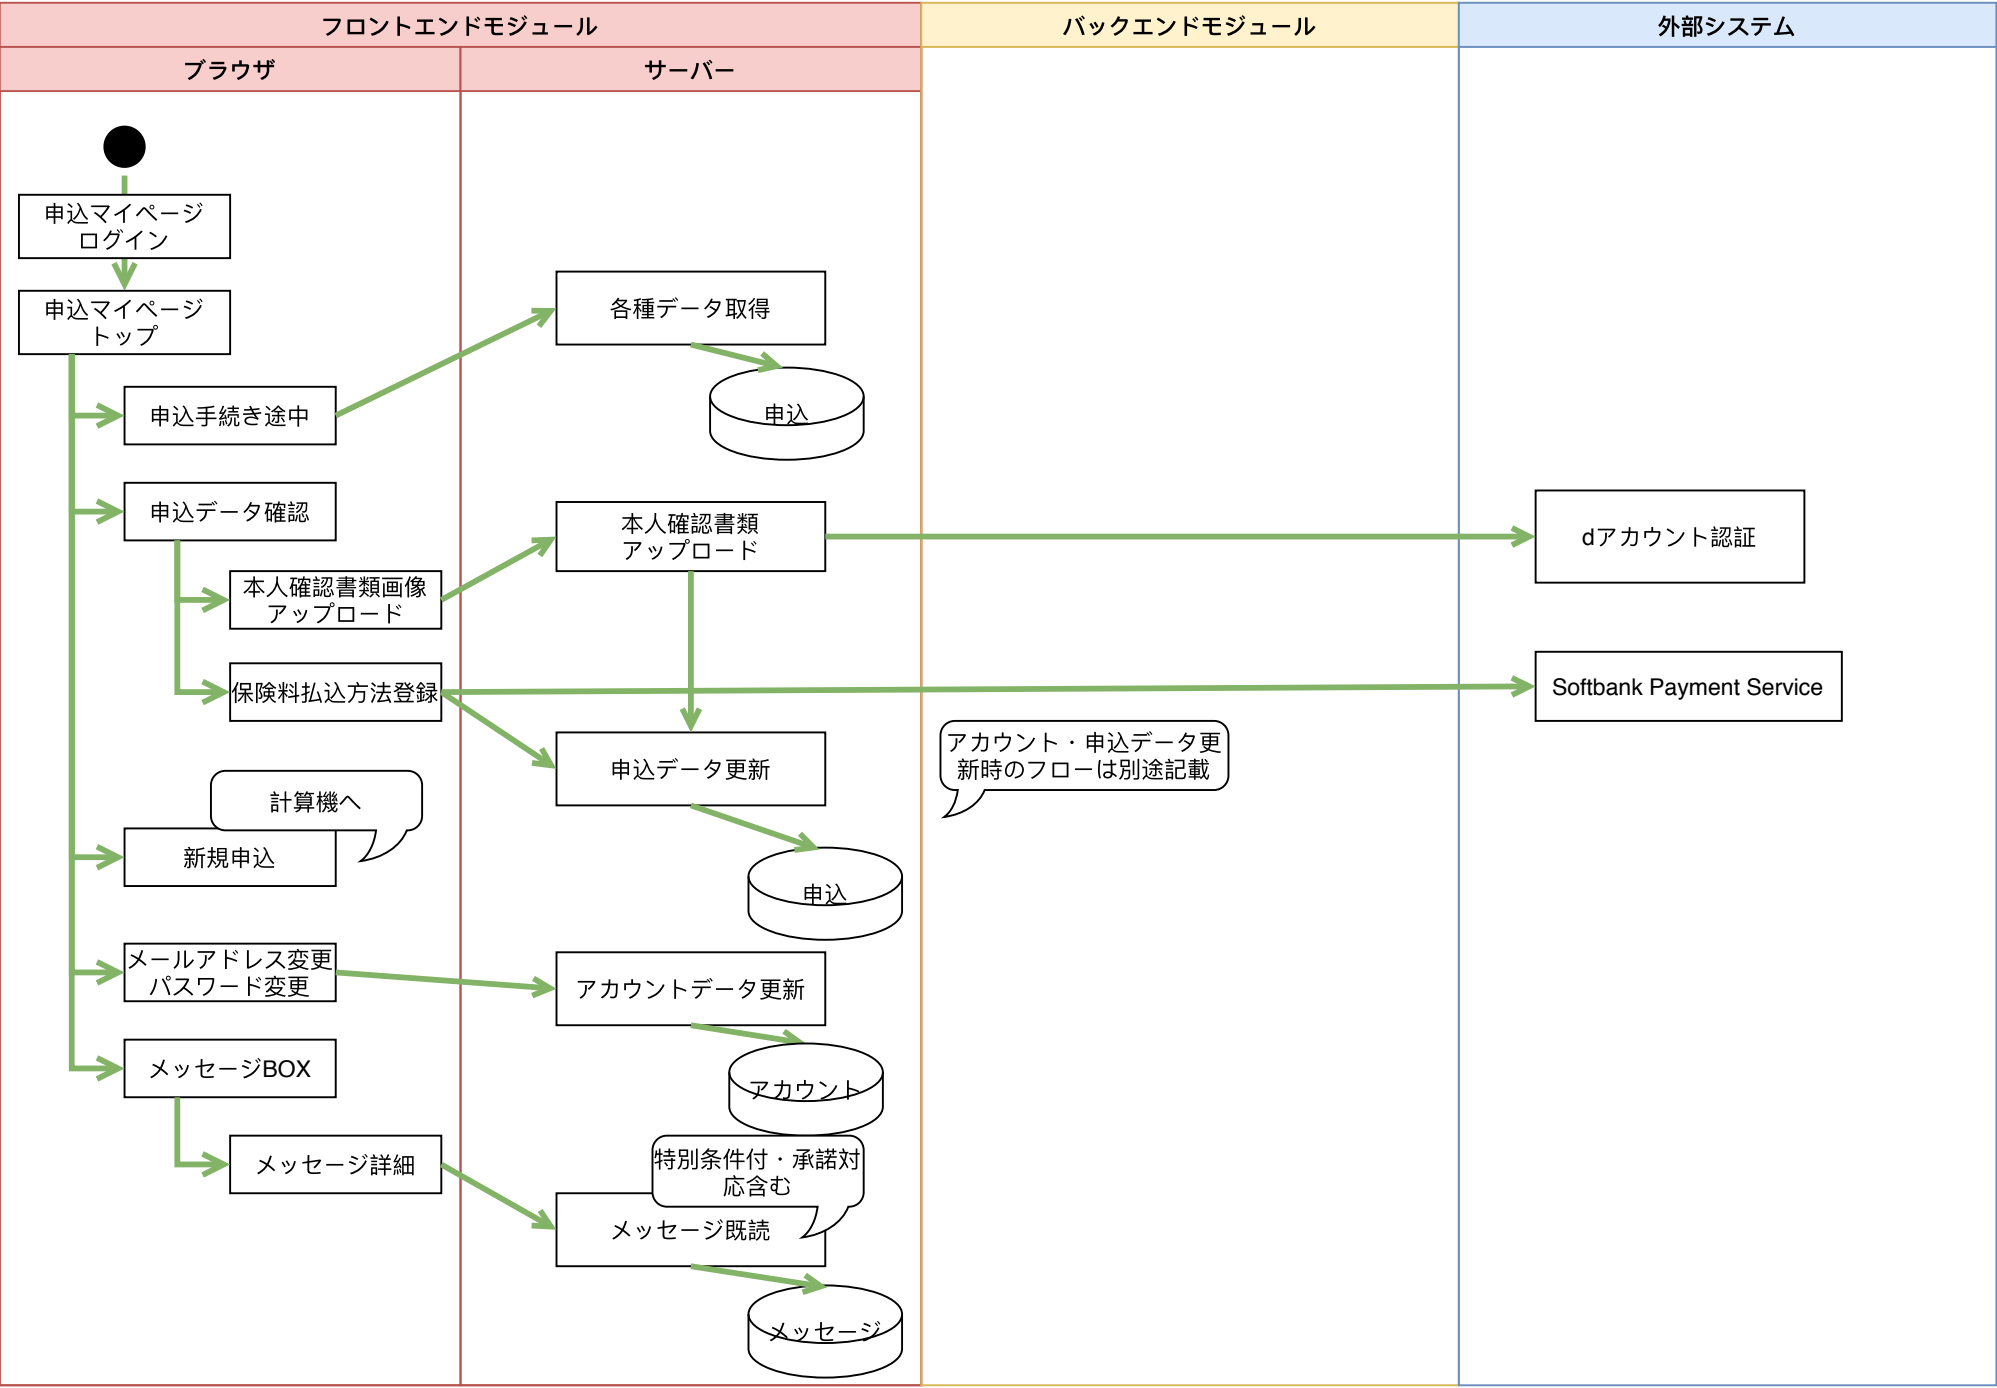 フロントエンドモジュール
バックエンドモジュール
外部システム
ブラウザ
サーバー
申込マイページ
ログイン
申込マイページ
トップ
各種データ取得
申込
申込手続き途中
申込データ確認
本人確認書類
アップロード
dアカウント認証
本人確認書類画像
アップロード
保険料払込方法登録
Softbank Payment Service
アカウント・申込データ更
新時のフローは別途記載
申込データ更新
計算機へ
新規申込
申込
メールアドレス変更
パスワード変更
アカウントデータ更新
メッセージBOX
アカウント
メッセージ詳細
特別条件付・承諾対
応含む
メッセージ既読
メッセージ